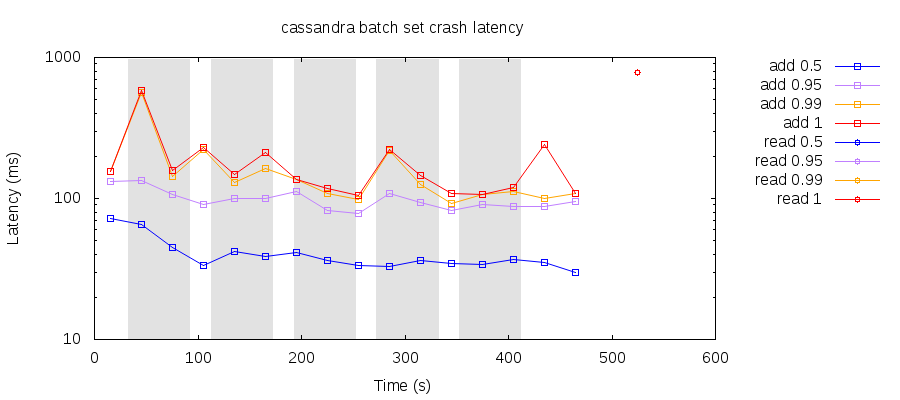 cassandra batch set crash latency
1000
100
10
Latency (ms)
0 100 200 300 400 500 600
Time (s)
add 0.5
add 0.95
add 0.99
add 1
read 0.5
read 0.95
read 0.99
read 1